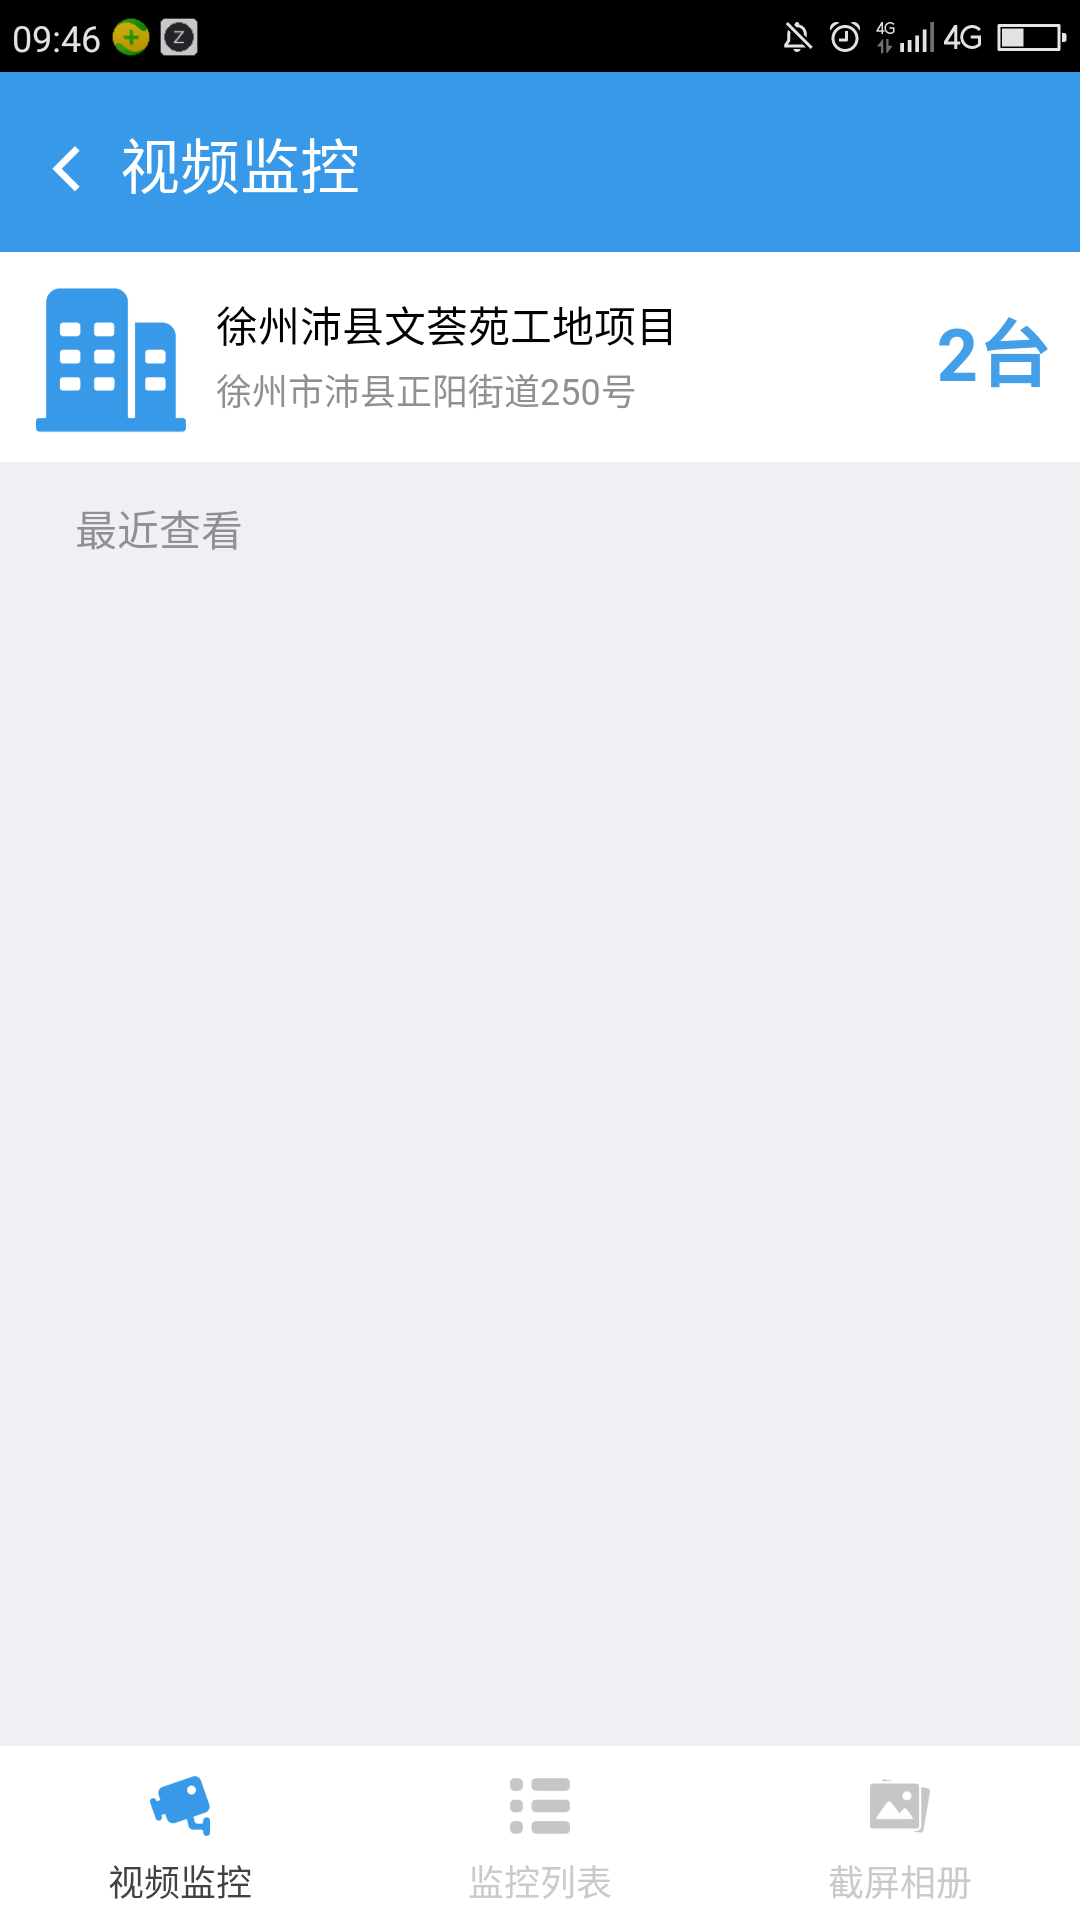 09:46 Z 4G 4G
视频监控
徐州沛县文荟苑工地项目
徐州市沛县正阳街道250号
2台
最近查看
视频监控 监控列表 截屏相册